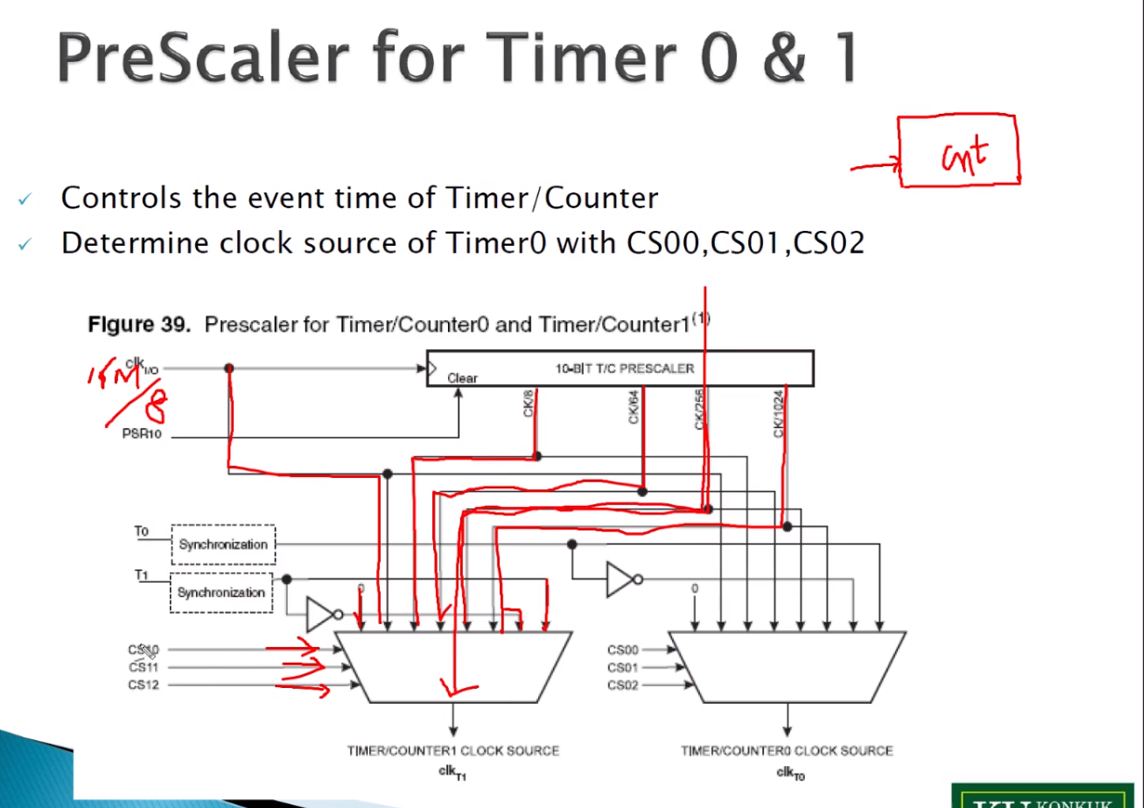 PreScaler for Timer 0 & 1
cnt
✓ Controls the event time of Timer/Counter
✓ Determine clock source of Timer0 with CS00,CS01,CS02
Figure 39. Prescaler for Timer/Counter0 and Timer/Counter1(1)
clkI/O
10-BIT T/C PRESCALER
Clear
16M/8
PSR10
CK/8
CK/64
CK/256
CK/1024
T0
Synchronization
T1
Synchronization
0
0
CS10
CS11
CS12
CS00
CS01
CS02
TIMER/COUNTER1 CLOCK SOURCE
clkT1
TIMER/COUNTER0 CLOCK SOURCE
clkT0
KU KONKUK